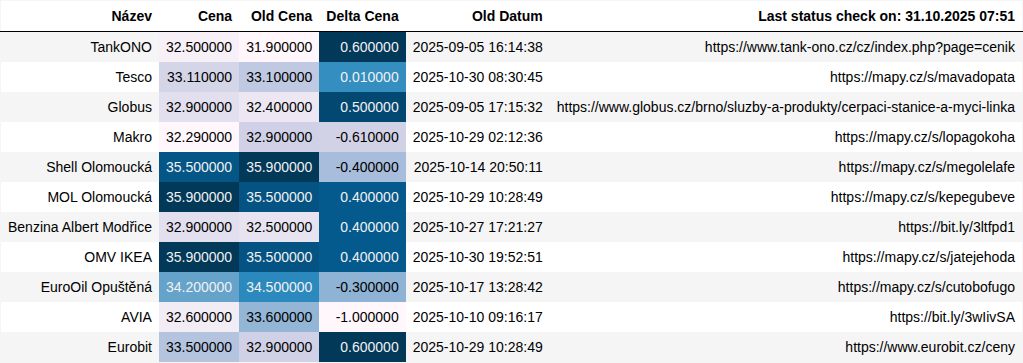 Název Cena Old Cena Delta Cena Old Datum Last status check on: 31.10.2025 07:51
TankONO 32.500000 31.900000 0.600000 2025-09-05 16:14:38 https://www.tank-ono.cz/cz/index.php?page=cenik
Tesco 33.110000 33.100000 0.010000 2025-10-30 08:30:45 https://mapy.cz/s/mavadopata
Globus 32.900000 32.400000 0.500000 2025-09-05 17:15:32 https://www.globus.cz/brno/sluzby-a-produkty/cerpaci-stanice-a-myci-linka
Makro 32.290000 32.900000 -0.610000 2025-10-29 02:12:36 https://mapy.cz/s/lopagokoha
Shell Olomoucká 35.500000 35.900000 -0.400000 2025-10-14 20:50:11 https://mapy.cz/s/megolelafe
MOL Olomoucká 35.900000 35.500000 0.400000 2025-10-29 10:28:49 https://mapy.cz/s/kepegubeve
Benzina Albert Modřice 32.900000 32.500000 0.400000 2025-10-27 17:21:27 https://bit.ly/3ltfpd1
OMV IKEA 35.900000 35.500000 0.400000 2025-10-30 19:52:51 https://mapy.cz/s/jatejehoda
EuroOil Opuštěná 34.200000 34.500000 -0.300000 2025-10-17 13:28:42 https://mapy.cz/s/cutobofugo
AVIA 32.600000 33.600000 -1.000000 2025-10-10 09:16:17 https://bit.ly/3wIivSA
Eurobit 33.500000 32.900000 0.600000 2025-10-29 10:28:49 https://www.eurobit.cz/ceny